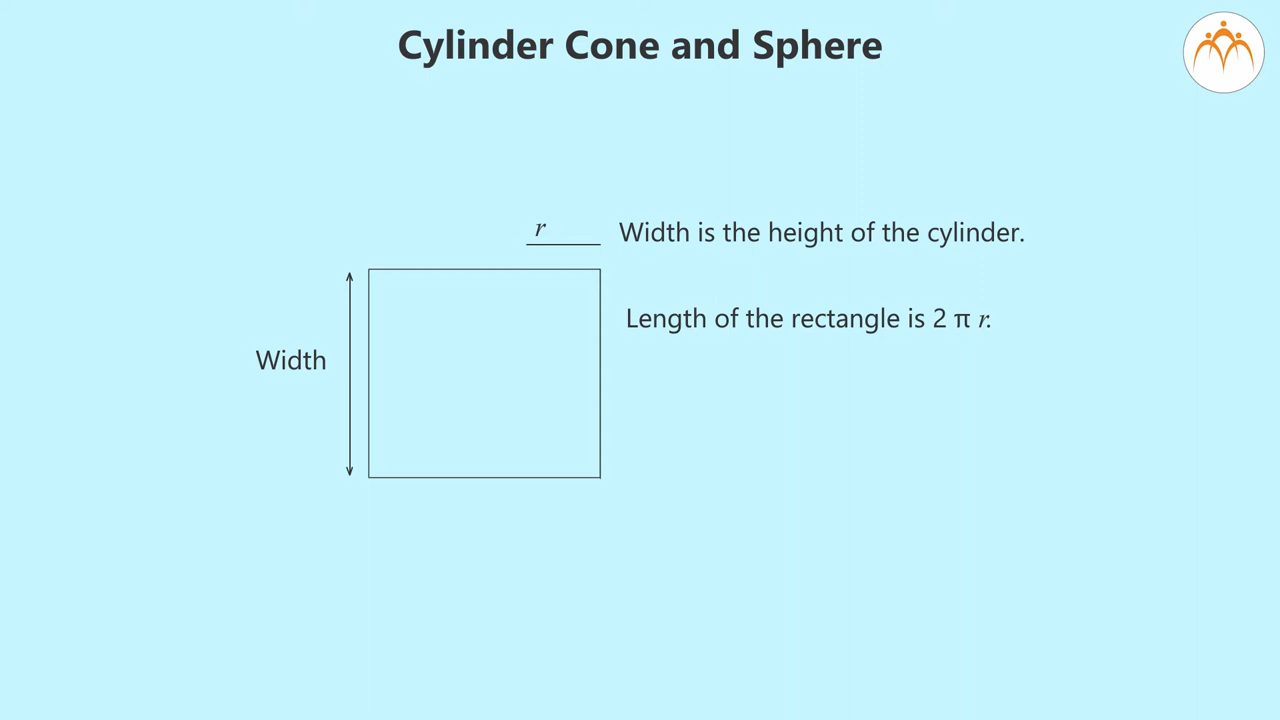 Cylinder Cone and Sphere
r
Width is the height of the cylinder.
Length of the rectangle is 2 π r.
Width